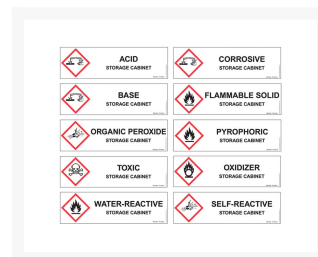 ACID
STORAGE CABINET
CORROSIVE
STORAGE CABINET
BASE
STORAGE CABINET
FLAMMABLE SOLID
STORAGE CABINET
ORGANIC PEROXIDE
STORAGE CABINET
PYROPHORIC
STORAGE CABINET
TOXIC
STORAGE CABINET
OXIDIZER
STORAGE CABINET
WATER-REACTIVE
STORAGE CABINET
SELF-REACTIVE
STORAGE CABINET